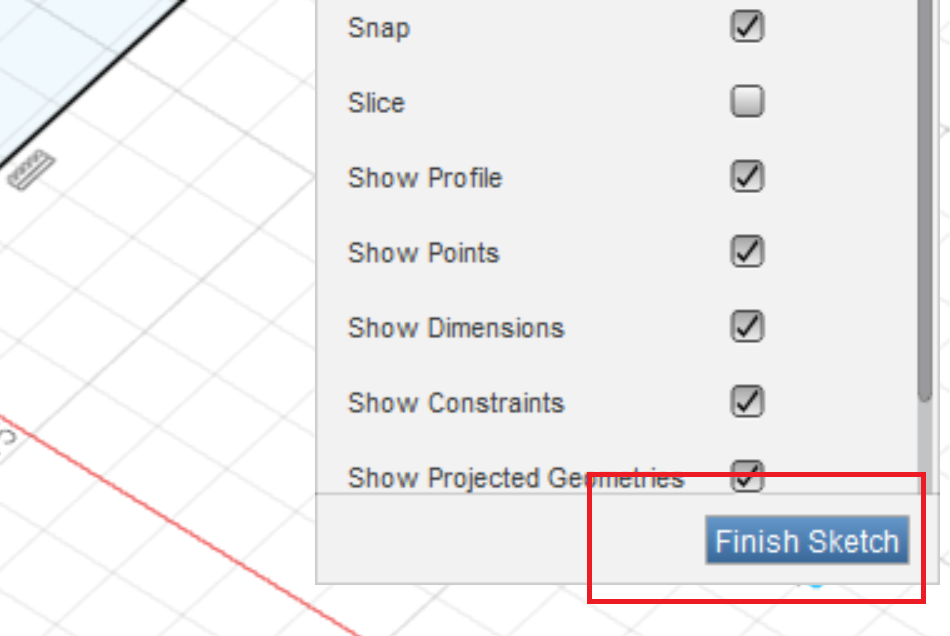 Snap
Slice
Show Profile
Show Points
Show Dimensions
Show Constraints
Show Projected Geometries
Finish Sketch